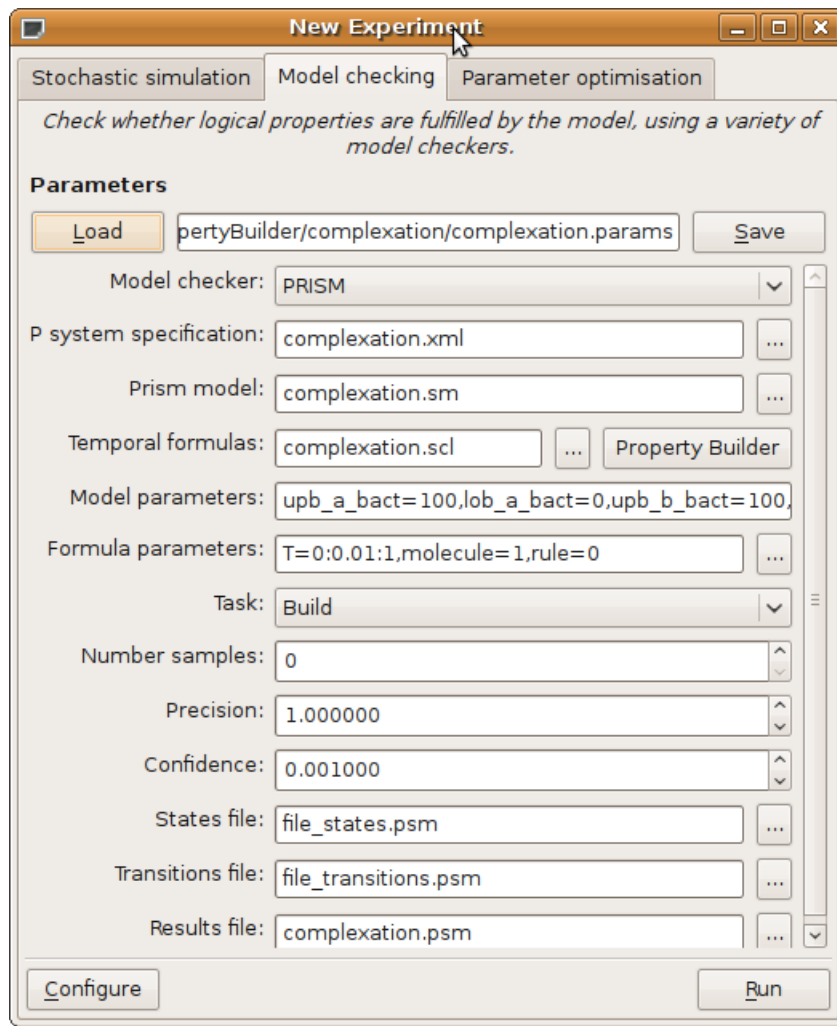 New Experiment
Stochastic simulation Model checking Parameter optimisation
Check whether logical properties are fulfilled by the model, using a variety of
model checkers.
Parameters
Load pertyBuilder/complexation/complexation.params Save
Model checker: PRISM
P system specification: complexation.xml ...
Prism model: complexation.sm ...
Temporal formulas: complexation.scl ... Property Builder
Model parameters: upb_a_bact=100,lob_a_bact=0,upb_b_bact=100,
Formula parameters: T=0:0.01:1,molecule=1,rule=0 ...
Task: Build
Number samples: 0
Precision: 1.000000
Confidence: 0.001000
States file: file_states.psm ...
Transitions file: file_transitions.psm ...
Results file: complexation.psm ...
Configure Run